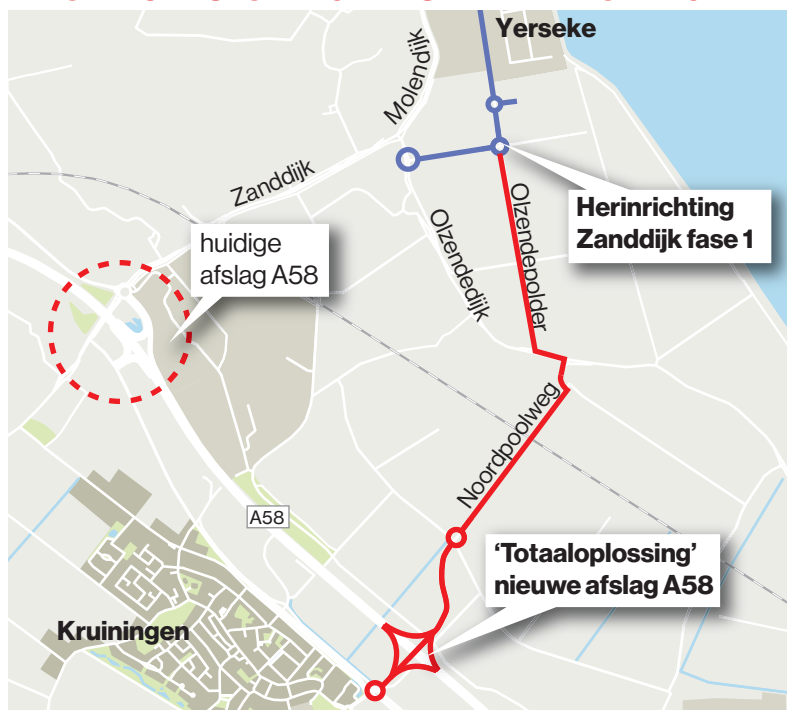 Yerseke
Molendijk
Zanddijk
Herinrichting
Zanddijk fase 1
huidige
afslag A58
Olzendepolder
Olzendedijk
Noordpoolweg
A58
‘Totaaloplossing’
nieuwe afslag A58
Kruiningen